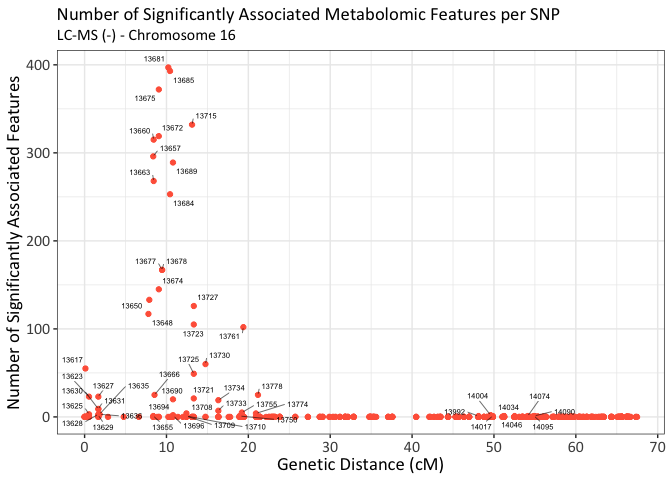 Number of Significantly Associated Metabolomic Features per SNP
LC-MS (-) - Chromosome 16
Number of Significantly Associated Features
400
300
200
100
0
13681
13685
13675
13715
13660 13672
13657
13663 13689
13684
13677 13678
13674
13650 13727
13648
13723 13761
13725 13730
13617
13623 13666
13627 13635 13690 13721 13734 13778
13630
13631
13625 13694 13708 13733 13755 13774
13636
13628 13629 13655 13696 13709 13710 13750
14004 14074
13992 14034 14090
14017 14046 14095
0 10 20 30 40 50 60 70
Genetic Distance (cM)